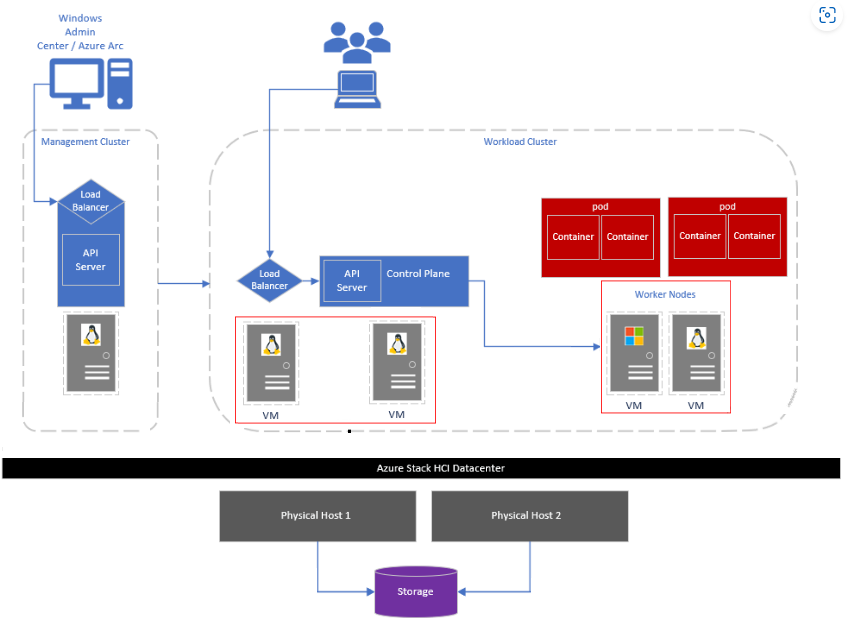 Windows
Admin
Center / Azure Arc
Management Cluster
Load
Balancer
API
Server
Workload Cluster
Load
Balancer
API
Server
Control Plane
VM
VM
pod
Container
Container
pod
Container
Container
Worker Nodes
VM
VM
Azure Stack HCI Datacenter
Physical Host 1
Physical Host 2
Storage